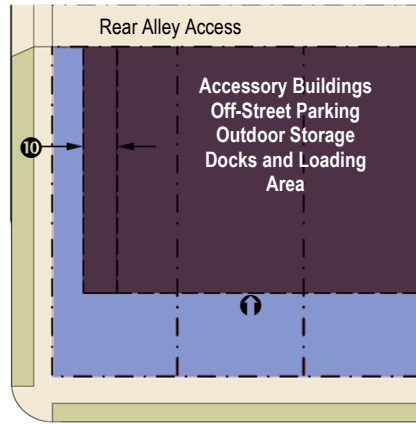 Rear Alley Access
Accessory Buildings
Off-Street Parking
Outdoor Storage
Docks and Loading
Area
10